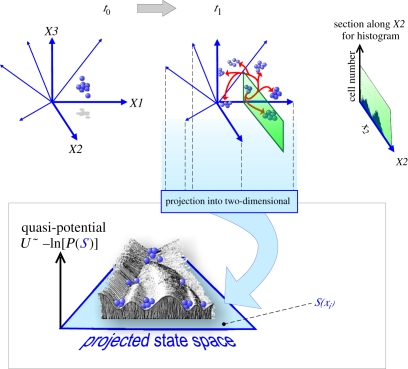 t0
t1
section along X2
for histogram
X3
X1
X2
cell number
t2
X2
projection into two-dimensional
quasi-potential
U ~ –ln[P(S)]
S(xi)
projected state space